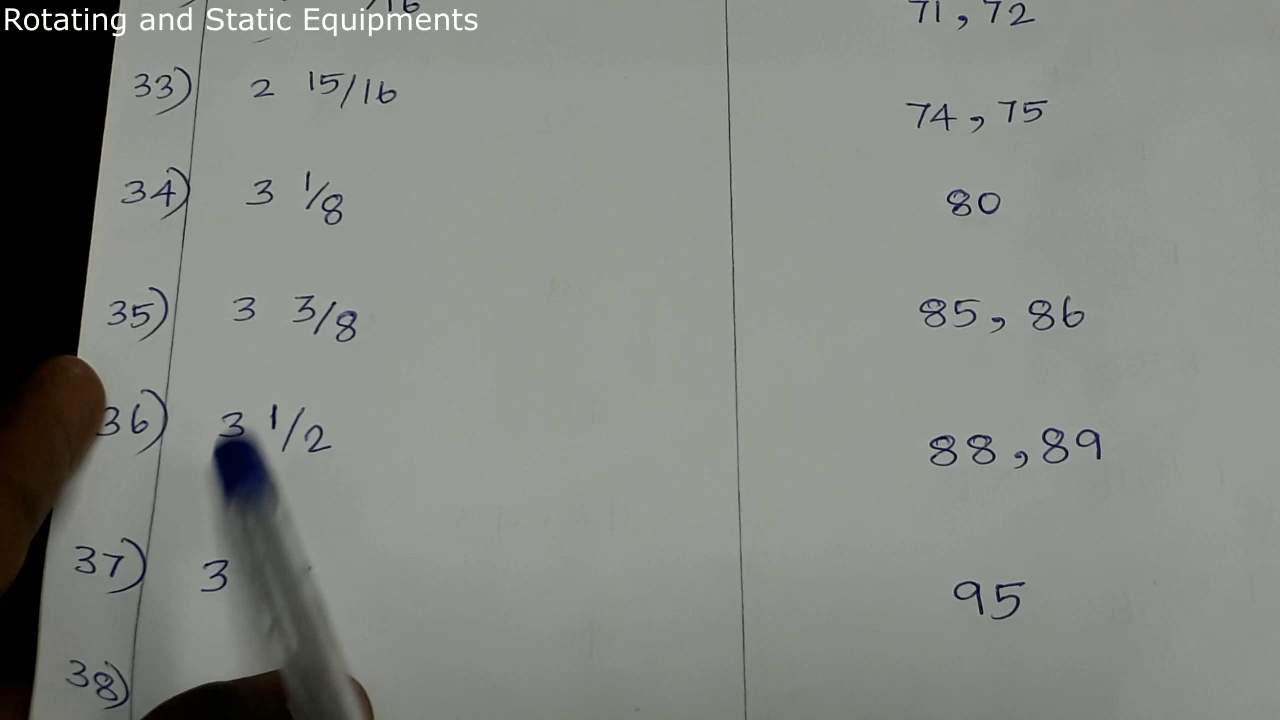 /16 71, 72
Rotating and Static Equipments
33) 2 15/16 74, 75
34) 3 1/8 80
35) 3 3/8 85, 86
36) 3 1/2 88, 89
37) 3 95
38)